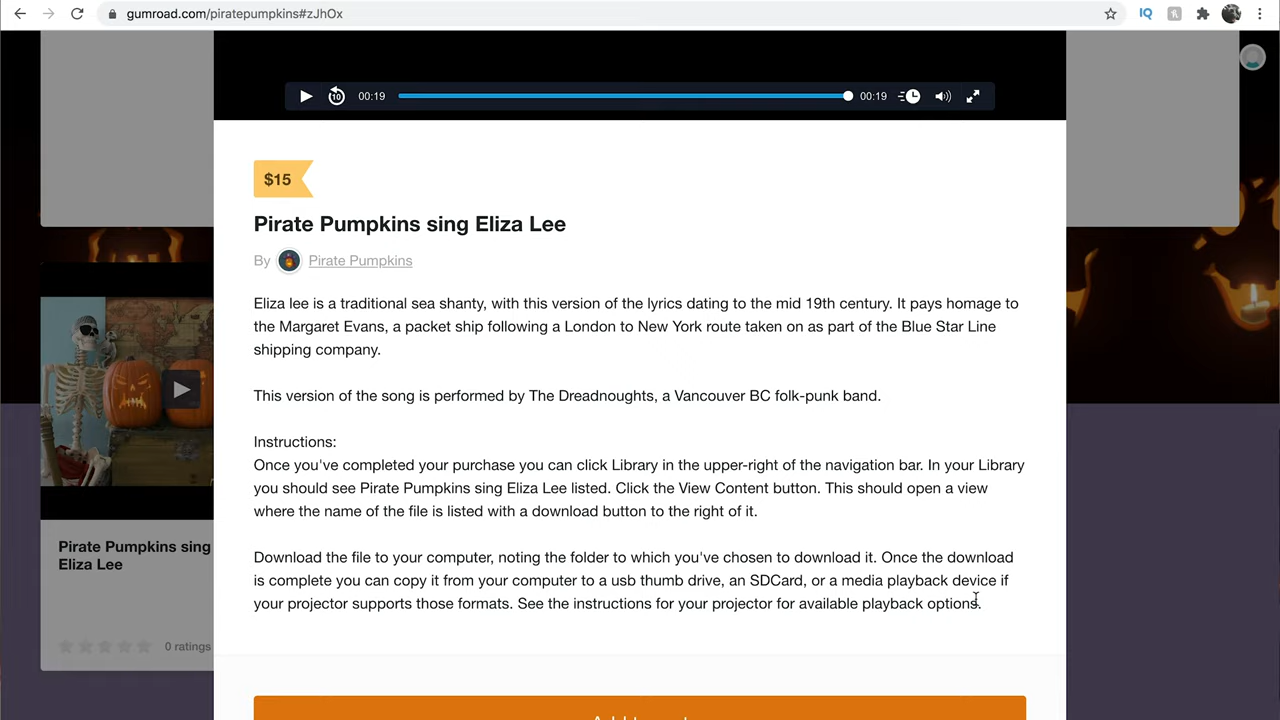 gumroad.com/piratepumpkins#zJhOx
IQ
10
00:19
00:19
$15
Pirate Pumpkins sing Eliza Lee
By Pirate Pumpkins
Eliza lee is a traditional sea shanty, with this version of the lyrics dating to the mid 19th century. It pays homage to
the Margaret Evans, a packet ship following a London to New York route taken on as part of the Blue Star Line
shipping company.
This version of the song is performed by The Dreadnoughts, a Vancouver BC folk-punk band.
Instructions:
Once you've completed your purchase you can click Library in the upper-right of the navigation bar. In your Library
you should see Pirate Pumpkins sing Eliza Lee listed. Click the View Content button. This should open a view
where the name of the file is listed with a download button to the right of it.
Download the file to your computer, noting the folder to which you've chosen to download it. Once the download
is complete you can copy it from your computer to a usb thumb drive, an SDCard, or a media playback device if
your projector supports those formats. See the instructions for your projector for available playback options.
Pirate Pumpkins sing
Eliza Lee
0 ratings